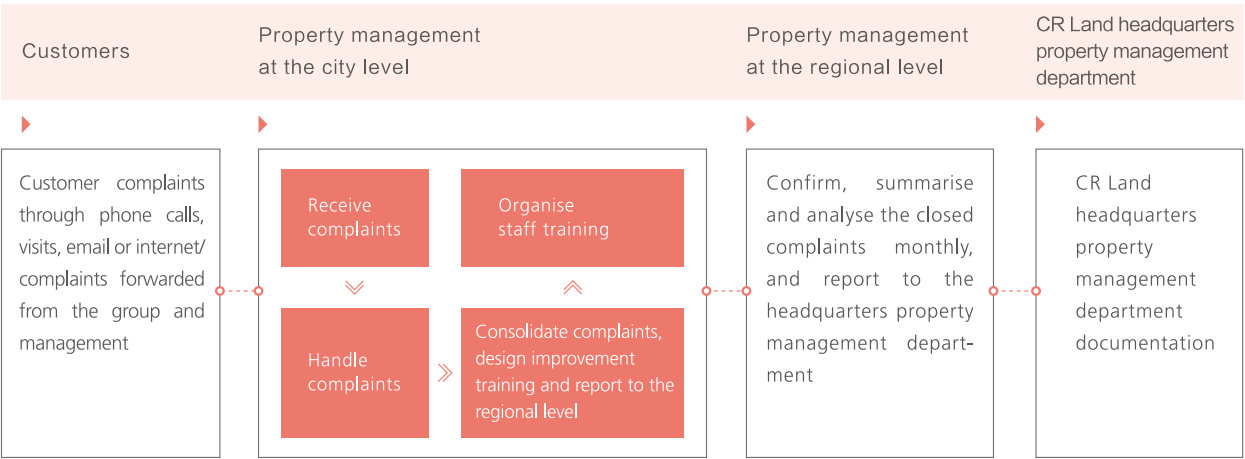 Customers
Property management
at the city level
Property management
at the regional level
CR Land headquarters
property management
department
Customer complaints
through phone calls,
visits, email or internet/
complaints forwarded
from the group and
management
Receive
complaints
Handle
complaints
Consolidate complaints,
design improvement
training and report to the
regional level
Organise
staff training
Confirm, summarise
and analyse the closed
complaints monthly,
and report to the
headquarters property
management depart-
ment
CR Land
headquarters
property
management
department
documentation